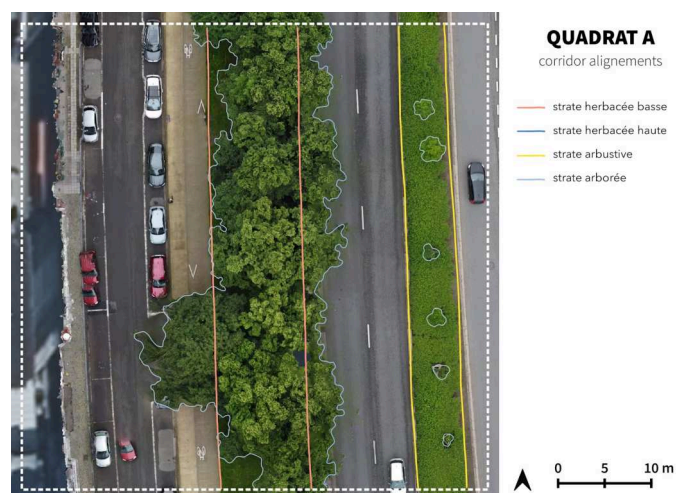 QUADRAT A
corridor alignements
strate herbacée basse
strate herbacée haute
strate arbustive
strate arborée
0 5 10 m